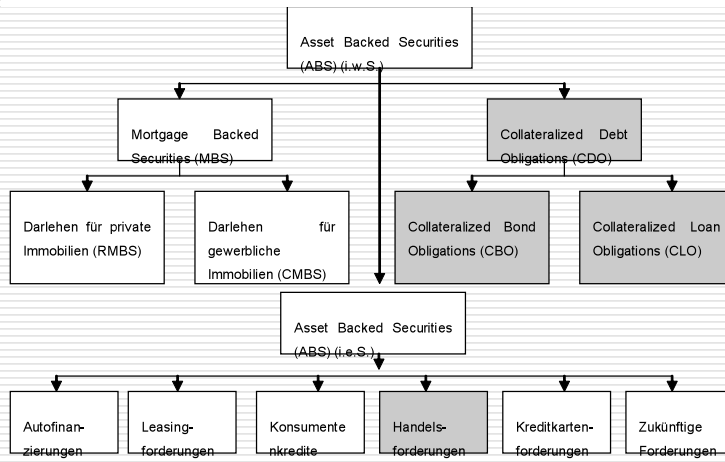 Asset Backed Securities
(ABS) (i.w.S.)
Mortgage Backed
Securities (MBS)
Collateralized Debt
Obligations (CDO)
Darlehen für private
Immobilien (RMBS)
Darlehen für
gewerbliche
Immobilien (CMBS)
Collateralized Bond
Obligations (CBO)
Collateralized Loan
Obligations (CLO)
Asset Backed Securities
(ABS) (i.e.S.)
Autofinan-
zierungen
Leasing-
forderungen
Konsumente
nkredite
Handels-
forderungen
Kreditkarten-
forderungen
Zukünftige
Forderungen